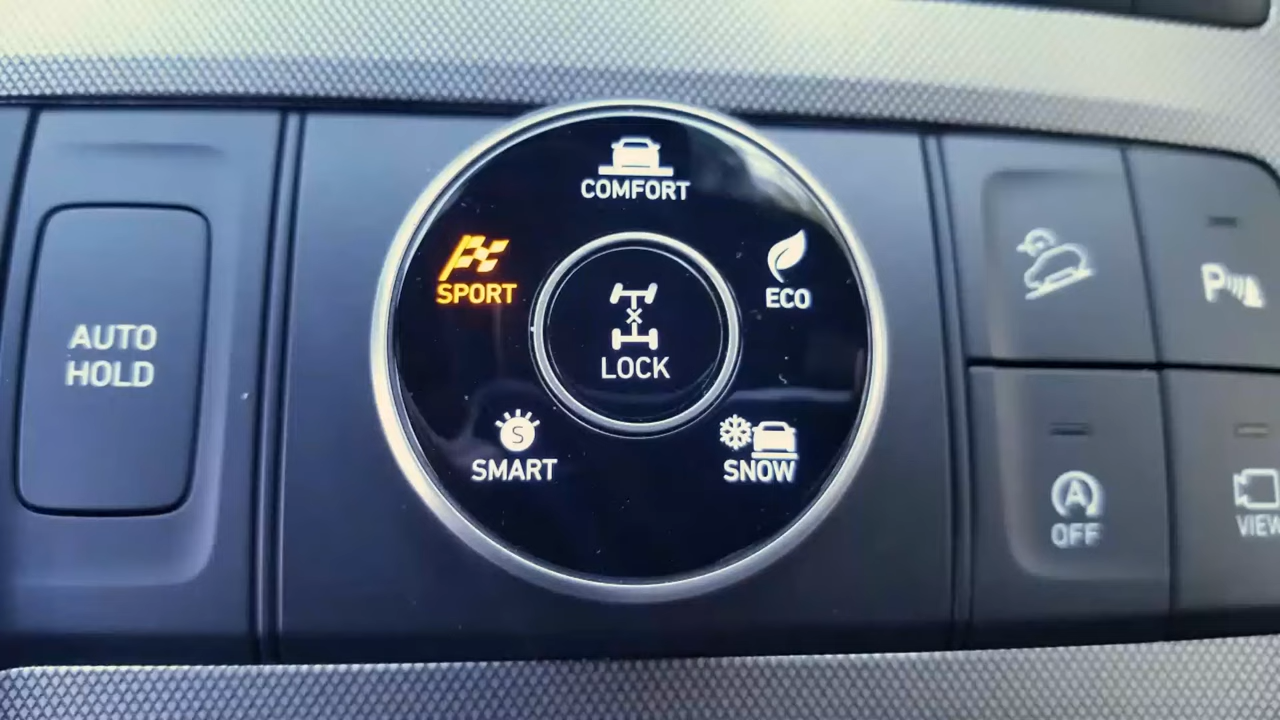 COMFORT
SPORT
ECO
AUTO
HOLD
LOCK
P
SMART
S
SNOW
A
OFF
VIEW